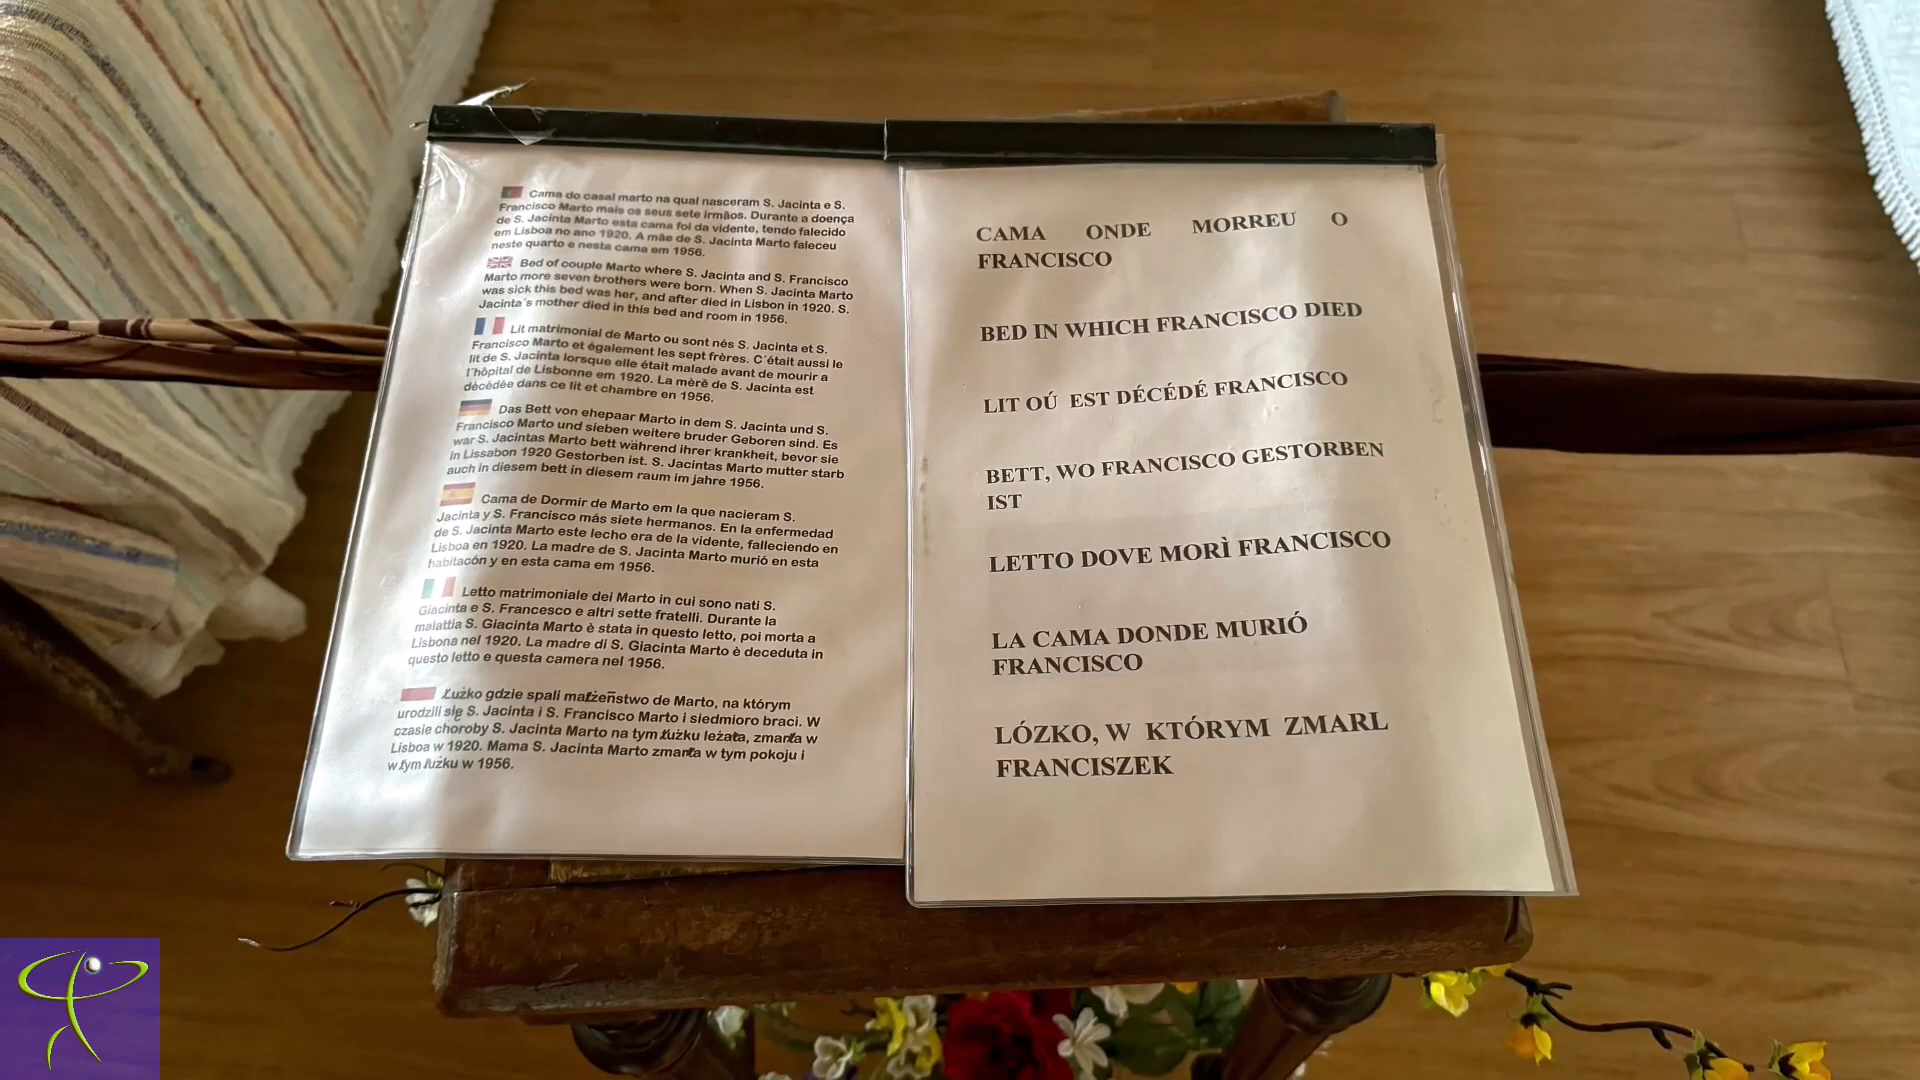 Cama do casal marto na qual nasceram S. Jacinta e S.
Francisco Marto mais os seus sete irmãos. Durante a doença
de S. Jacinta Marto esta cama foi da vidente, tendo falecido
em Lisboa no ano 1920. A mãe de S. Jacinta Marto faleceu
neste quarto e nesta cama em 1956.
Bed of couple Marto where S. Jacinta and S. Francisco
Marto more seven brothers were born. When S. Jacinta Marto
was sick this bed was her, and after died in Lisbon in 1920. S.
Jacinta´s mother died in this bed and room in 1956.
Lit matrimonial de Marto ou sont nés S. Jacinta et S.
Francisco Marto et également les sept frères. C´était aussi le
lit de S. Jacinta lorsque elle était malade avant de mourir a
l´hôpital de Lisbonne em 1920. La mèrè de S. Jacinta est
décédée dans ce lit et chambre en 1956.
Das Bett von ehepaar Marto in dem S. Jacinta und S.
Francisco Marto und sieben weitere bruder Geboren sind. Es
war S. Jacintas Marto bett während ihrer krankheit, bevor sie
in Lissabon 1920 Gestorben ist. S. Jacintas Marto mutter starb
auch in diesem bett in diesem raum im jahre 1956.
Cama de Dormir de Marto em la que nacieram S.
Jacinta y S. Francisco más siete hermanos. En la enfermedad
de S. Jacinta Marto este lecho era de la vidente, falleciendo en
Lisboa en 1920. La madre de S. Jacinta Marto murió en esta
habitacón y en esta cama em 1956.
Letto matrimoniale dei Marto in cui sono nati S.
Giacinta e S. Francesco e altri sette fratelli. Durante la
malattia S. Giacinta Marto è stata in questo letto, poi morta a
Lisbona nel 1920. La madre di S. Giacinta Marto è deceduta in
questo letto e questa camera nel 1956.
Łużko gdzie spali małżeństwo de Marto, na którym
urodzili się S. Jacinta i S. Francisco Marto i siedmioro braci. W
czasie choroby S. Jacinta Marto na tym łużku leżała, zmarła w
Lisboa w 1920. Mama S. Jacinta Marto zmarła w tym pokoju i
w tym łużku w 1956.
CAMA ONDE MORREU O
FRANCISCO
BED IN WHICH FRANCISCO DIED
LIT OÚ EST DÉCÉDÉ FRANCISCO
BETT, WO FRANCISCO GESTORBEN
IST
LETTO DOVE MORÌ FRANCISCO
LA CAMA DONDE MURIÓ
FRANCISCO
LÓZKO, W KTÓRYM ZMARL
FRANCISZEK